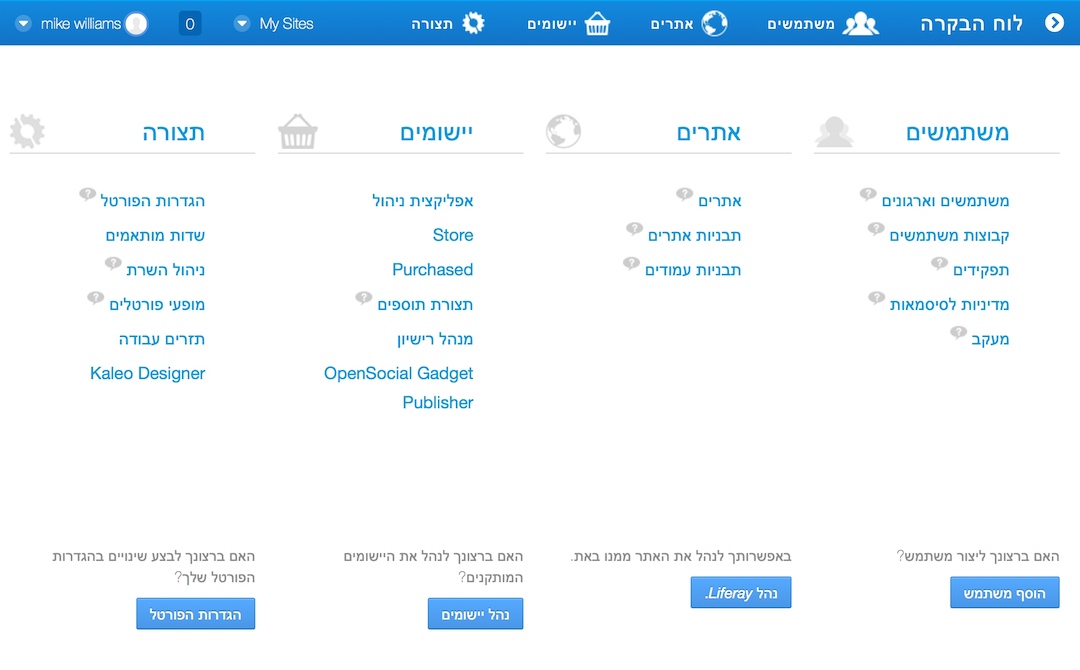 לוח הבקרה
משתמשים
אתרים
יישומים
תצורה
My Sites
0
mike williams
משתמשים
משתמשים וארגונים
קבוצות משתמשים
תפקידים
מדיניות לסיסמאות
מעקב
האם ברצונך ליצור משתמש?
הוסף משתמש
אתרים
אתרים
תבניות אתרים
תבניות עמודים
באפשרותך לנהל את האתר ממנו באת.
נהל Liferay.
יישומים
אפליקצית ניהול
Store
Purchased
תצורת תוספים
מנהל רישיון
OpenSocial Gadget
Publisher
האם ברצונך לנהל את היישומים
המותקנים?
נהל יישומים
תצורה
הגדרות הפורטל
שדות מותאמים
ניהול השרת
מופעי פורטלים
תזרים עבודה
Kaleo Designer
האם ברצונך לבצע שינויים בהגדרות
הפורטל שלך?
הגדרות הפורטל